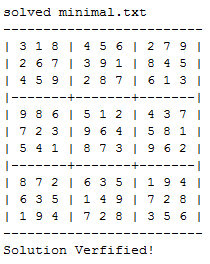 solved minimal.txt
-------------------------
| 3 1 8 | 4 5 6 | 2 7 9 |
| 2 6 7 | 3 9 1 | 8 4 5 |
| 4 5 9 | 2 8 7 | 6 1 3 |
|-------+-------+-------|
| 9 8 6 | 5 1 2 | 4 3 7 |
| 7 2 3 | 9 6 4 | 5 8 1 |
| 5 4 1 | 8 7 3 | 9 6 2 |
|-------+-------+-------|
| 8 7 2 | 6 3 5 | 1 9 4 |
| 6 3 5 | 1 4 9 | 7 2 8 |
| 1 9 4 | 7 2 8 | 3 5 6 |
-------------------------
Solution Verfified!